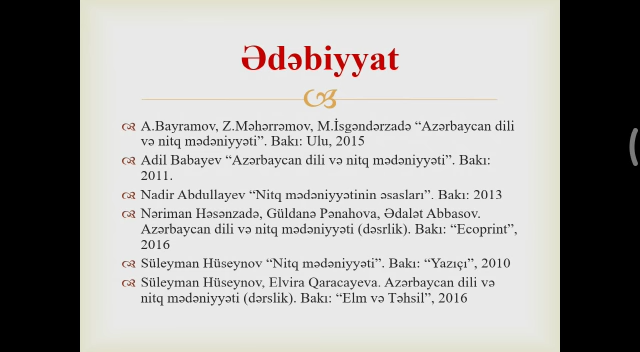 Ədəbiyyat
A.Bayramov, Z.Məhərrəmov, M.İsgəndərzadə “Azərbaycan dili
və nitq mədəniyyəti”. Bakı: Ulu, 2015
Adil Babayev “Azərbaycan dili və nitq mədəniyyəti”. Bakı:
2011.
Nadir Abdullayev “Nitq mədəniyyətinin əsasları”. Bakı: 2013
Nəriman Həsənzadə, Güldanə Pənahova, Ədalət Abbasov.
Azərbaycan dili və nitq mədəniyyəti (dəsrlik). Bakı: “Ecoprint”,
2016
Süleyman Hüseynov “Nitq mədəniyyəti”. Bakı: “Yazıçı”, 2010
Süleyman Hüseynov, Elvira Qaracayeva. Azərbaycan dili və
nitq mədəniyyəti (dərslik). Bakı: “Elm və Təhsil”, 2016